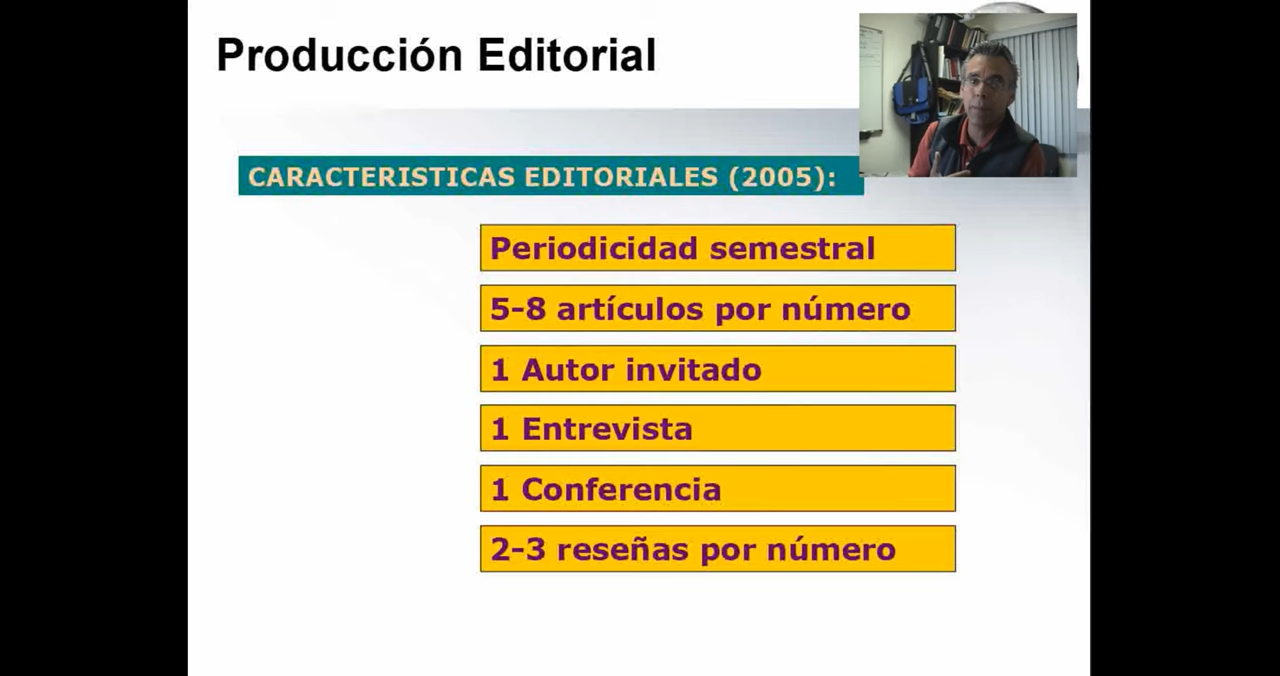 Producción Editorial
CARACTERISTICAS EDITORIALES (2005):
Periodicidad semestral
5-8 artículos por número
1 Autor invitado
1 Entrevista
1 Conferencia
2-3 reseñas por número